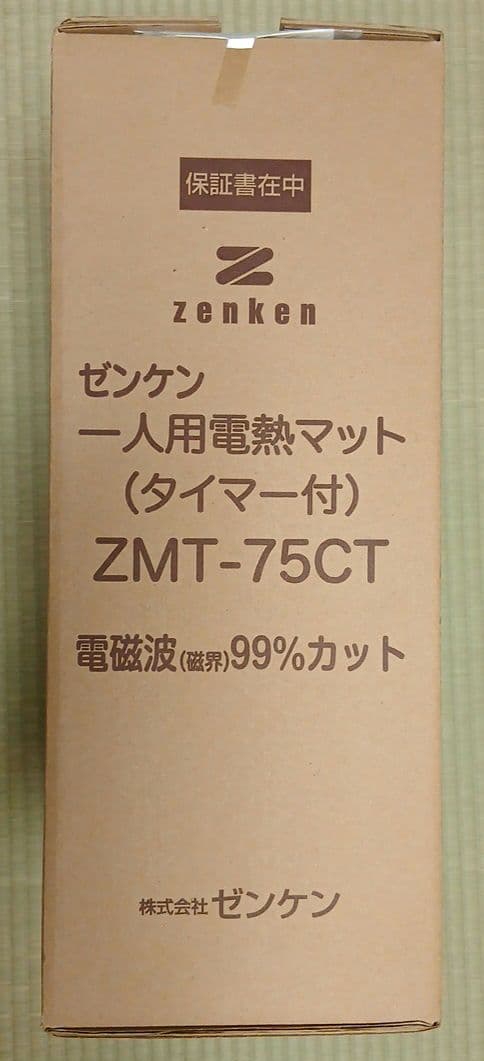 保証書在中
zenken
ゼンケン
一人用電熱マット
(タイマー付)
ZMT-75CT
電磁波(磁界)99%カット
株式会社ゼンケン